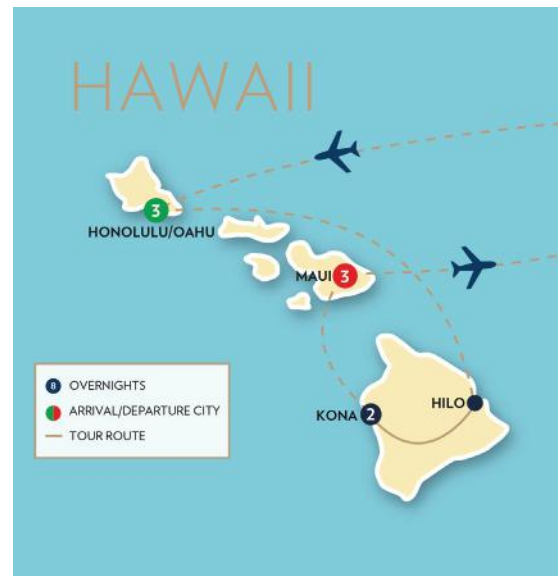 HAWAII
3
HONOLULU/OAHU
MAUI 3
HILO
KONA 2
8 OVERNIGHTS
ARRIVAL/DEPARTURE CITY
TOUR ROUTE